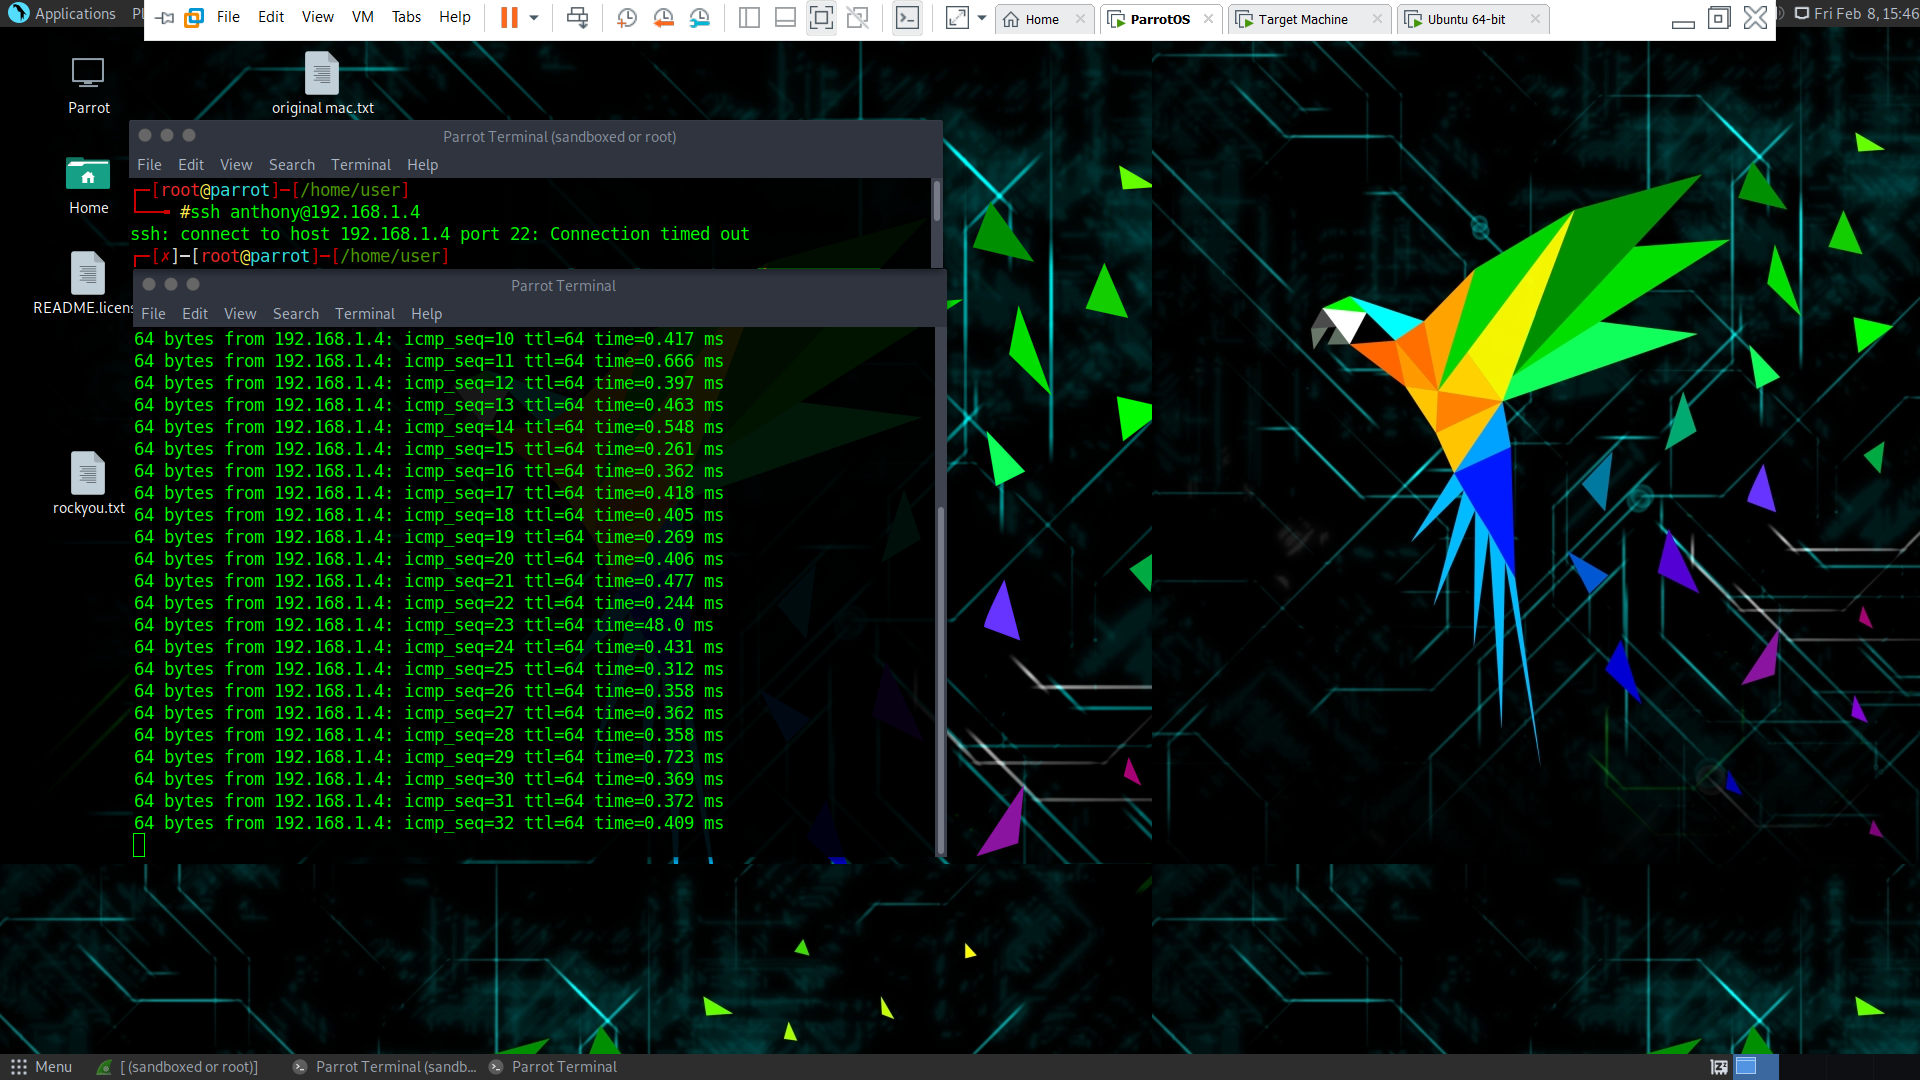 Applications
Pl
File Edit View VM Tabs Help
Home
ParrotOS
Target Machine
Ubuntu 64-bit
Fri Feb 8, 15:46
Parrot
original mac.txt
Home
README.licens
rockyou.txt
Parrot Terminal (sandboxed or root)
File Edit View Search Terminal Help
[root@parrot]─[/home/user]
#ssh anthony@192.168.1.4
ssh: connect to host 192.168.1.4 port 22: Connection timed out
[✗]─[root@parrot]─[/home/user]
Parrot Terminal
File Edit View Search Terminal Help
64 bytes from 192.168.1.4: icmp_seq=10 ttl=64 time=0.417 ms
64 bytes from 192.168.1.4: icmp_seq=11 ttl=64 time=0.666 ms
64 bytes from 192.168.1.4: icmp_seq=12 ttl=64 time=0.397 ms
64 bytes from 192.168.1.4: icmp_seq=13 ttl=64 time=0.463 ms
64 bytes from 192.168.1.4: icmp_seq=14 ttl=64 time=0.548 ms
64 bytes from 192.168.1.4: icmp_seq=15 ttl=64 time=0.261 ms
64 bytes from 192.168.1.4: icmp_seq=16 ttl=64 time=0.362 ms
64 bytes from 192.168.1.4: icmp_seq=17 ttl=64 time=0.418 ms
64 bytes from 192.168.1.4: icmp_seq=18 ttl=64 time=0.405 ms
64 bytes from 192.168.1.4: icmp_seq=19 ttl=64 time=0.269 ms
64 bytes from 192.168.1.4: icmp_seq=20 ttl=64 time=0.406 ms
64 bytes from 192.168.1.4: icmp_seq=21 ttl=64 time=0.477 ms
64 bytes from 192.168.1.4: icmp_seq=22 ttl=64 time=0.244 ms
64 bytes from 192.168.1.4: icmp_seq=23 ttl=64 time=48.0 ms
64 bytes from 192.168.1.4: icmp_seq=24 ttl=64 time=0.431 ms
64 bytes from 192.168.1.4: icmp_seq=25 ttl=64 time=0.312 ms
64 bytes from 192.168.1.4: icmp_seq=26 ttl=64 time=0.358 ms
64 bytes from 192.168.1.4: icmp_seq=27 ttl=64 time=0.362 ms
64 bytes from 192.168.1.4: icmp_seq=28 ttl=64 time=0.358 ms
64 bytes from 192.168.1.4: icmp_seq=29 ttl=64 time=0.723 ms
64 bytes from 192.168.1.4: icmp_seq=30 ttl=64 time=0.369 ms
64 bytes from 192.168.1.4: icmp_seq=31 ttl=64 time=0.372 ms
64 bytes from 192.168.1.4: icmp_seq=32 ttl=64 time=0.409 ms
Menu
[ (sandboxed or root)]
Parrot Terminal (sandb...
Parrot Terminal